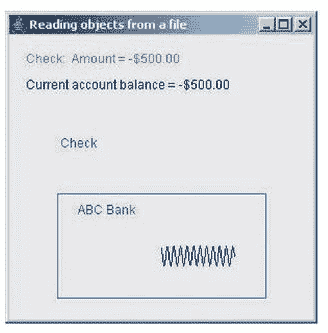 Reading objects from a file
Check: Amount = -$500.00
Current account balance = -$500.00
Check
ABC Bank